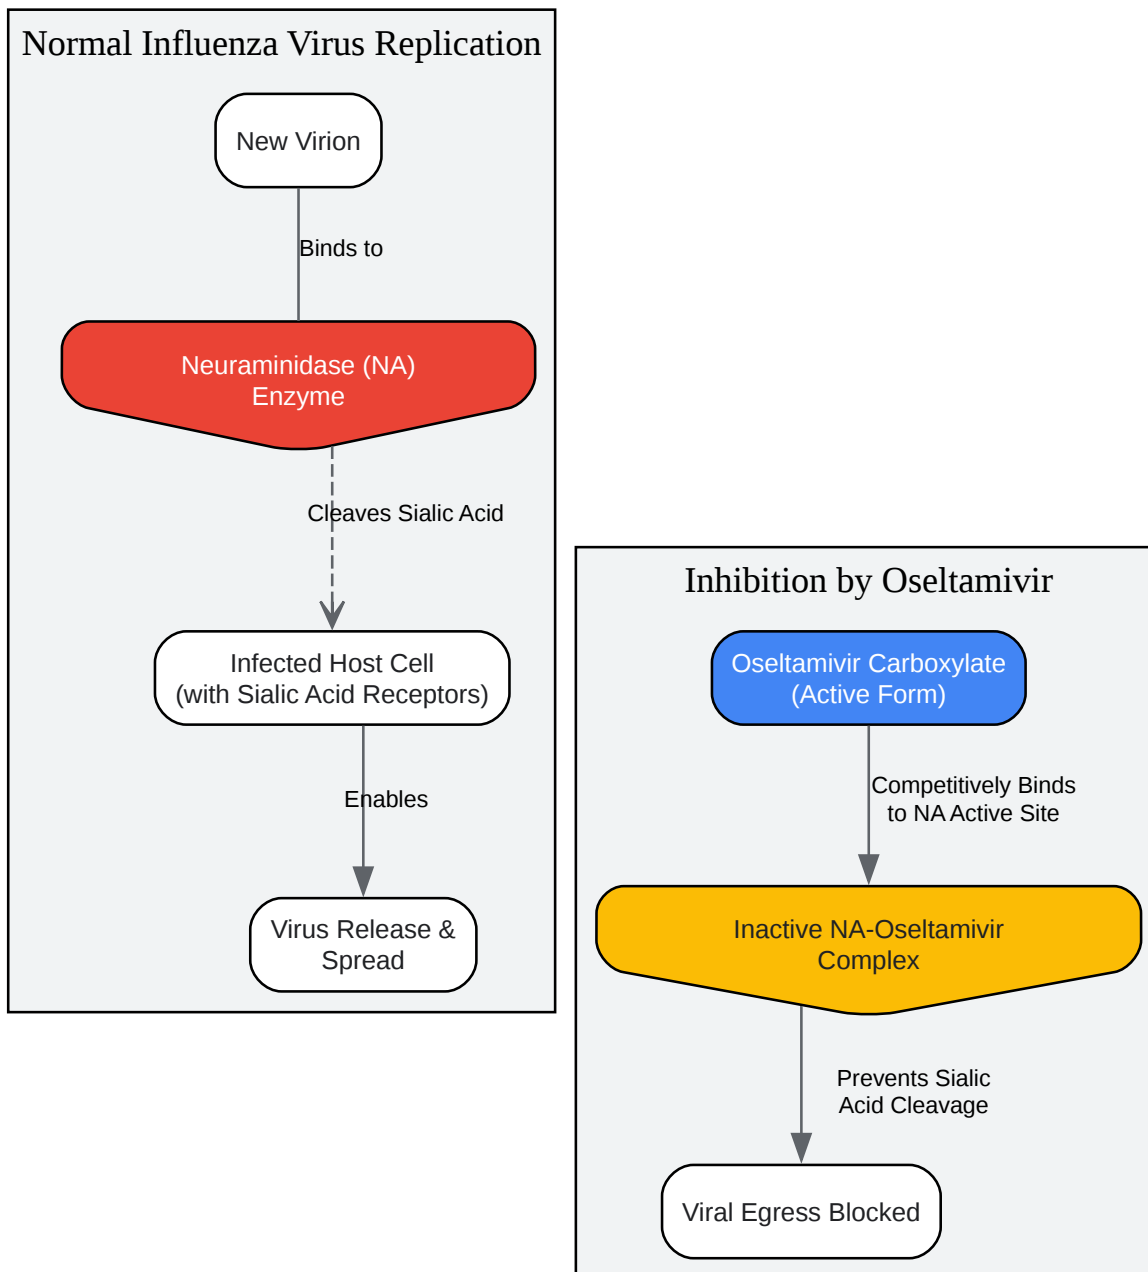 Normal Influenza Virus Replication
New Virion
Binds to
Neuraminidase (NA)
Enzyme
Cleaves Sialic Acid
Infected Host Cell
(with Sialic Acid Receptors)
Enables
Virus Release &
Spread
Inhibition by Oseltamivir
Oseltamivir Carboxylate
(Active Form)
Competitively Binds
to NA Active Site
Inactive NA-Oseltamivir
Complex
Prevents Sialic
Acid Cleavage
Viral Egress Blocked